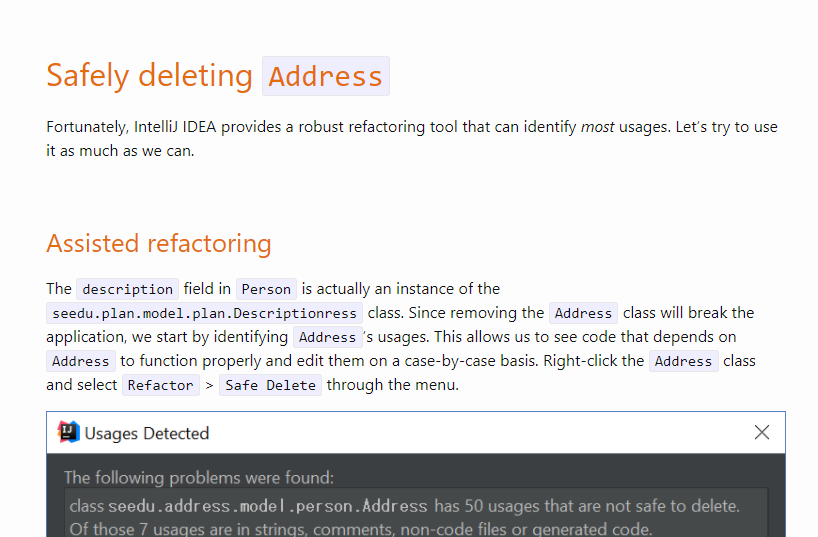 Safely deleting Address
Fortunately, IntelliJ IDEA provides a robust refactoring tool that can identify most usages. Let's try to use
it as much as we can.
Assisted refactoring
The description field in Person is actually an instance of the
seedu.plan.model.plan.Descriptionress class. Since removing the Address class will break the
application, we start by identifying Address's usages. This allows us to see code that depends on
Address to function properly and edit them on a case-by-case basis. Right-click the Address class
and select Refactor > Safe Delete through the menu.
IJ Usages Detected
The following problems were found:
class seedu.address.model.person.Address has 50 usages that are not safe to delete.
Of those 7 usages are in strings, comments, non-code files or generated code.